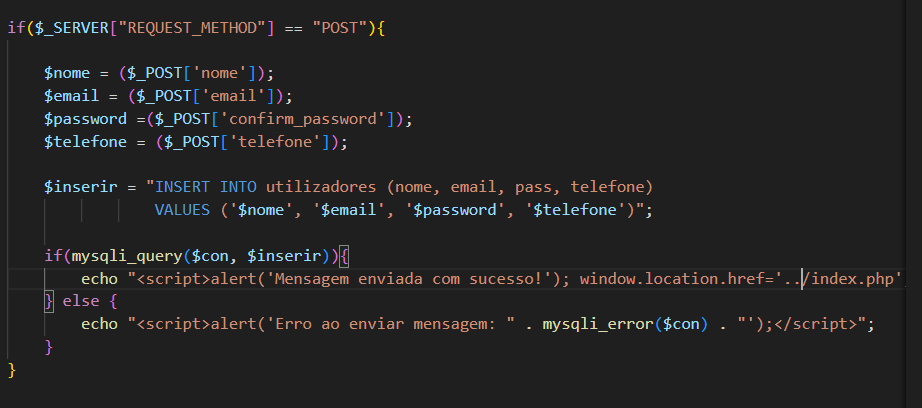 if($_SERVER["REQUEST_METHOD"] == "POST"){
$nome = ($_POST['nome']);
$email = ($_POST['email']);
$password =($_POST['confirm_password']);
$telefone = ($_POST['telefone']);
$inserir = "INSERT INTO utilizadores (nome, email, pass, telefone)
VALUES ('$nome', '$email', '$password', '$telefone')";
if(mysqli_query($con, $inserir)){
echo "<script>alert('Mensagem enviada com sucesso!'); window.location.href='../index.php'
} else {
echo "<script>alert('Erro ao enviar mensagem: " . mysqli_error($con) . "');</script>";
}
}